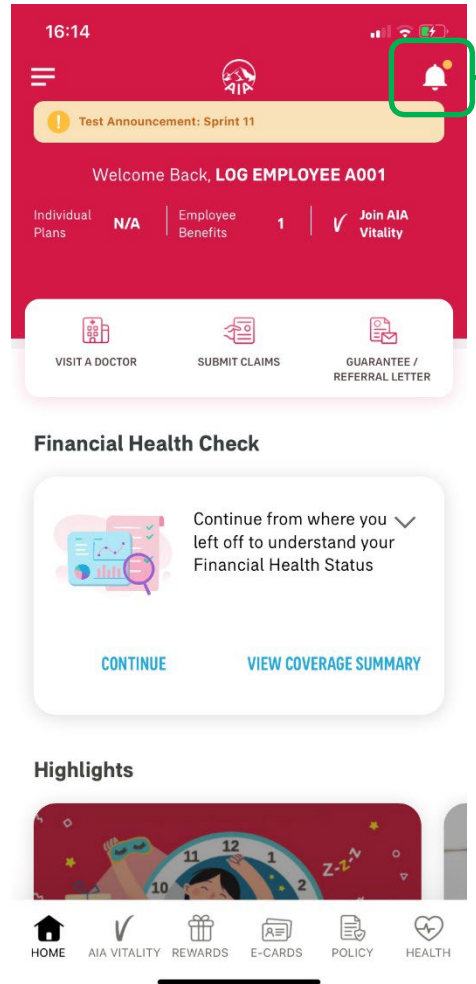 16:14
AIA
Test Announcement: Sprint 11
Welcome Back, LOG EMPLOYEE A001
Individual Plans N/A
Employee Benefits 1
Join AIA Vitality
VISIT A DOCTOR
SUBMIT CLAIMS
GUARANTEE /
REFERRAL LETTER
Financial Health Check
Continue from where you
left off to understand your
Financial Health Status
CONTINUE
VIEW COVERAGE SUMMARY
Highlights
11 12 1
10 2
Z-Z-Z
HOME
AIA VITALITY
REWARDS
E-CARDS
POLICY
HEALTH